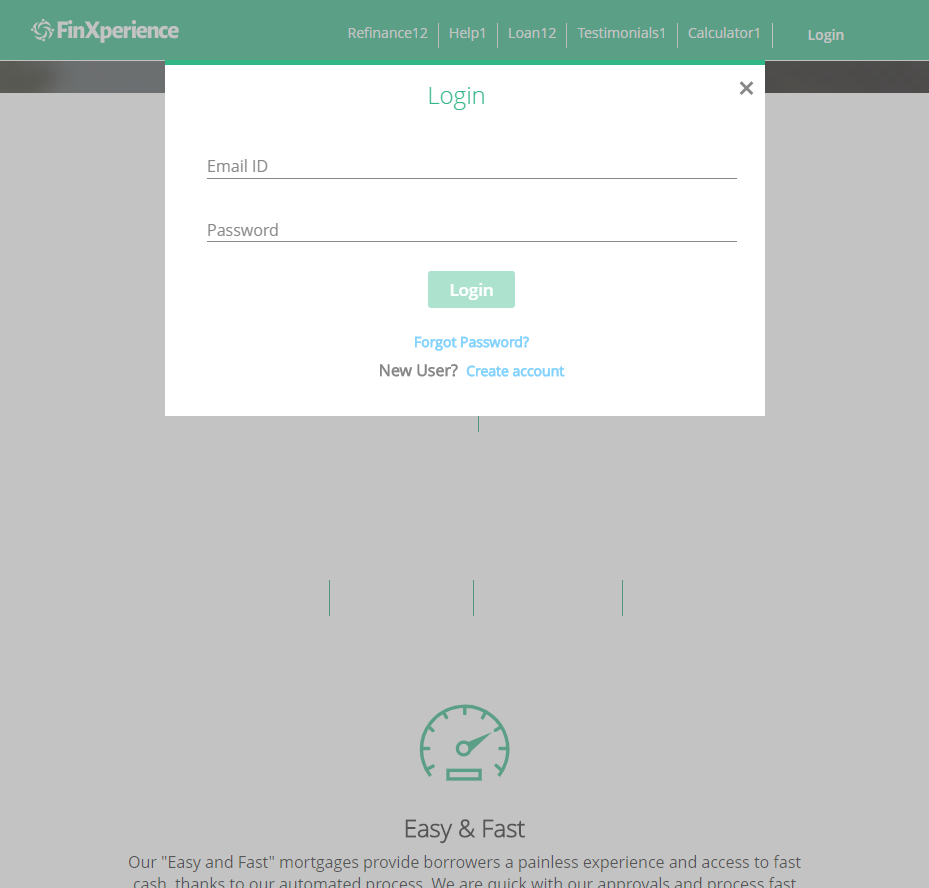 FinXperience
Refinance12 Help1 Loan12 Testimonials1 Calculator1 Login
Login
×
Email ID
Password
Login
Forgot Password?
New User? Create account
Easy & Fast
Our "Easy and Fast" mortgages provide borrowers a painless experience and access to fast
cash, thanks to our automated process. We are quick with our approvals and process fast